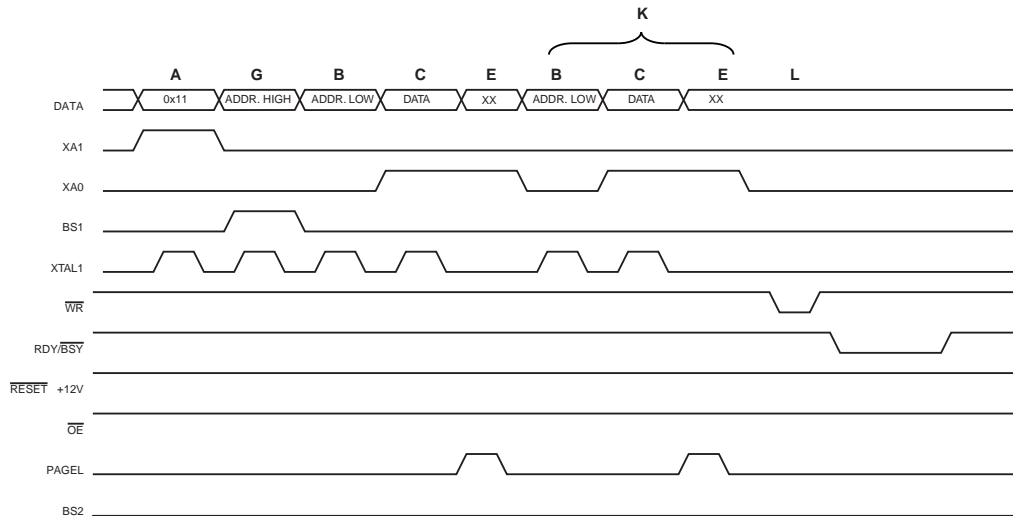 K
A G B C E B C E L
DATA 0x11 ADDR. HIGH ADDR. LOW DATA XX ADDR. LOW DATA XX
XA1
XA0
BS1
XTAL1
WR
RDY/BSY
RESET +12V
OE
PAGEL
BS2